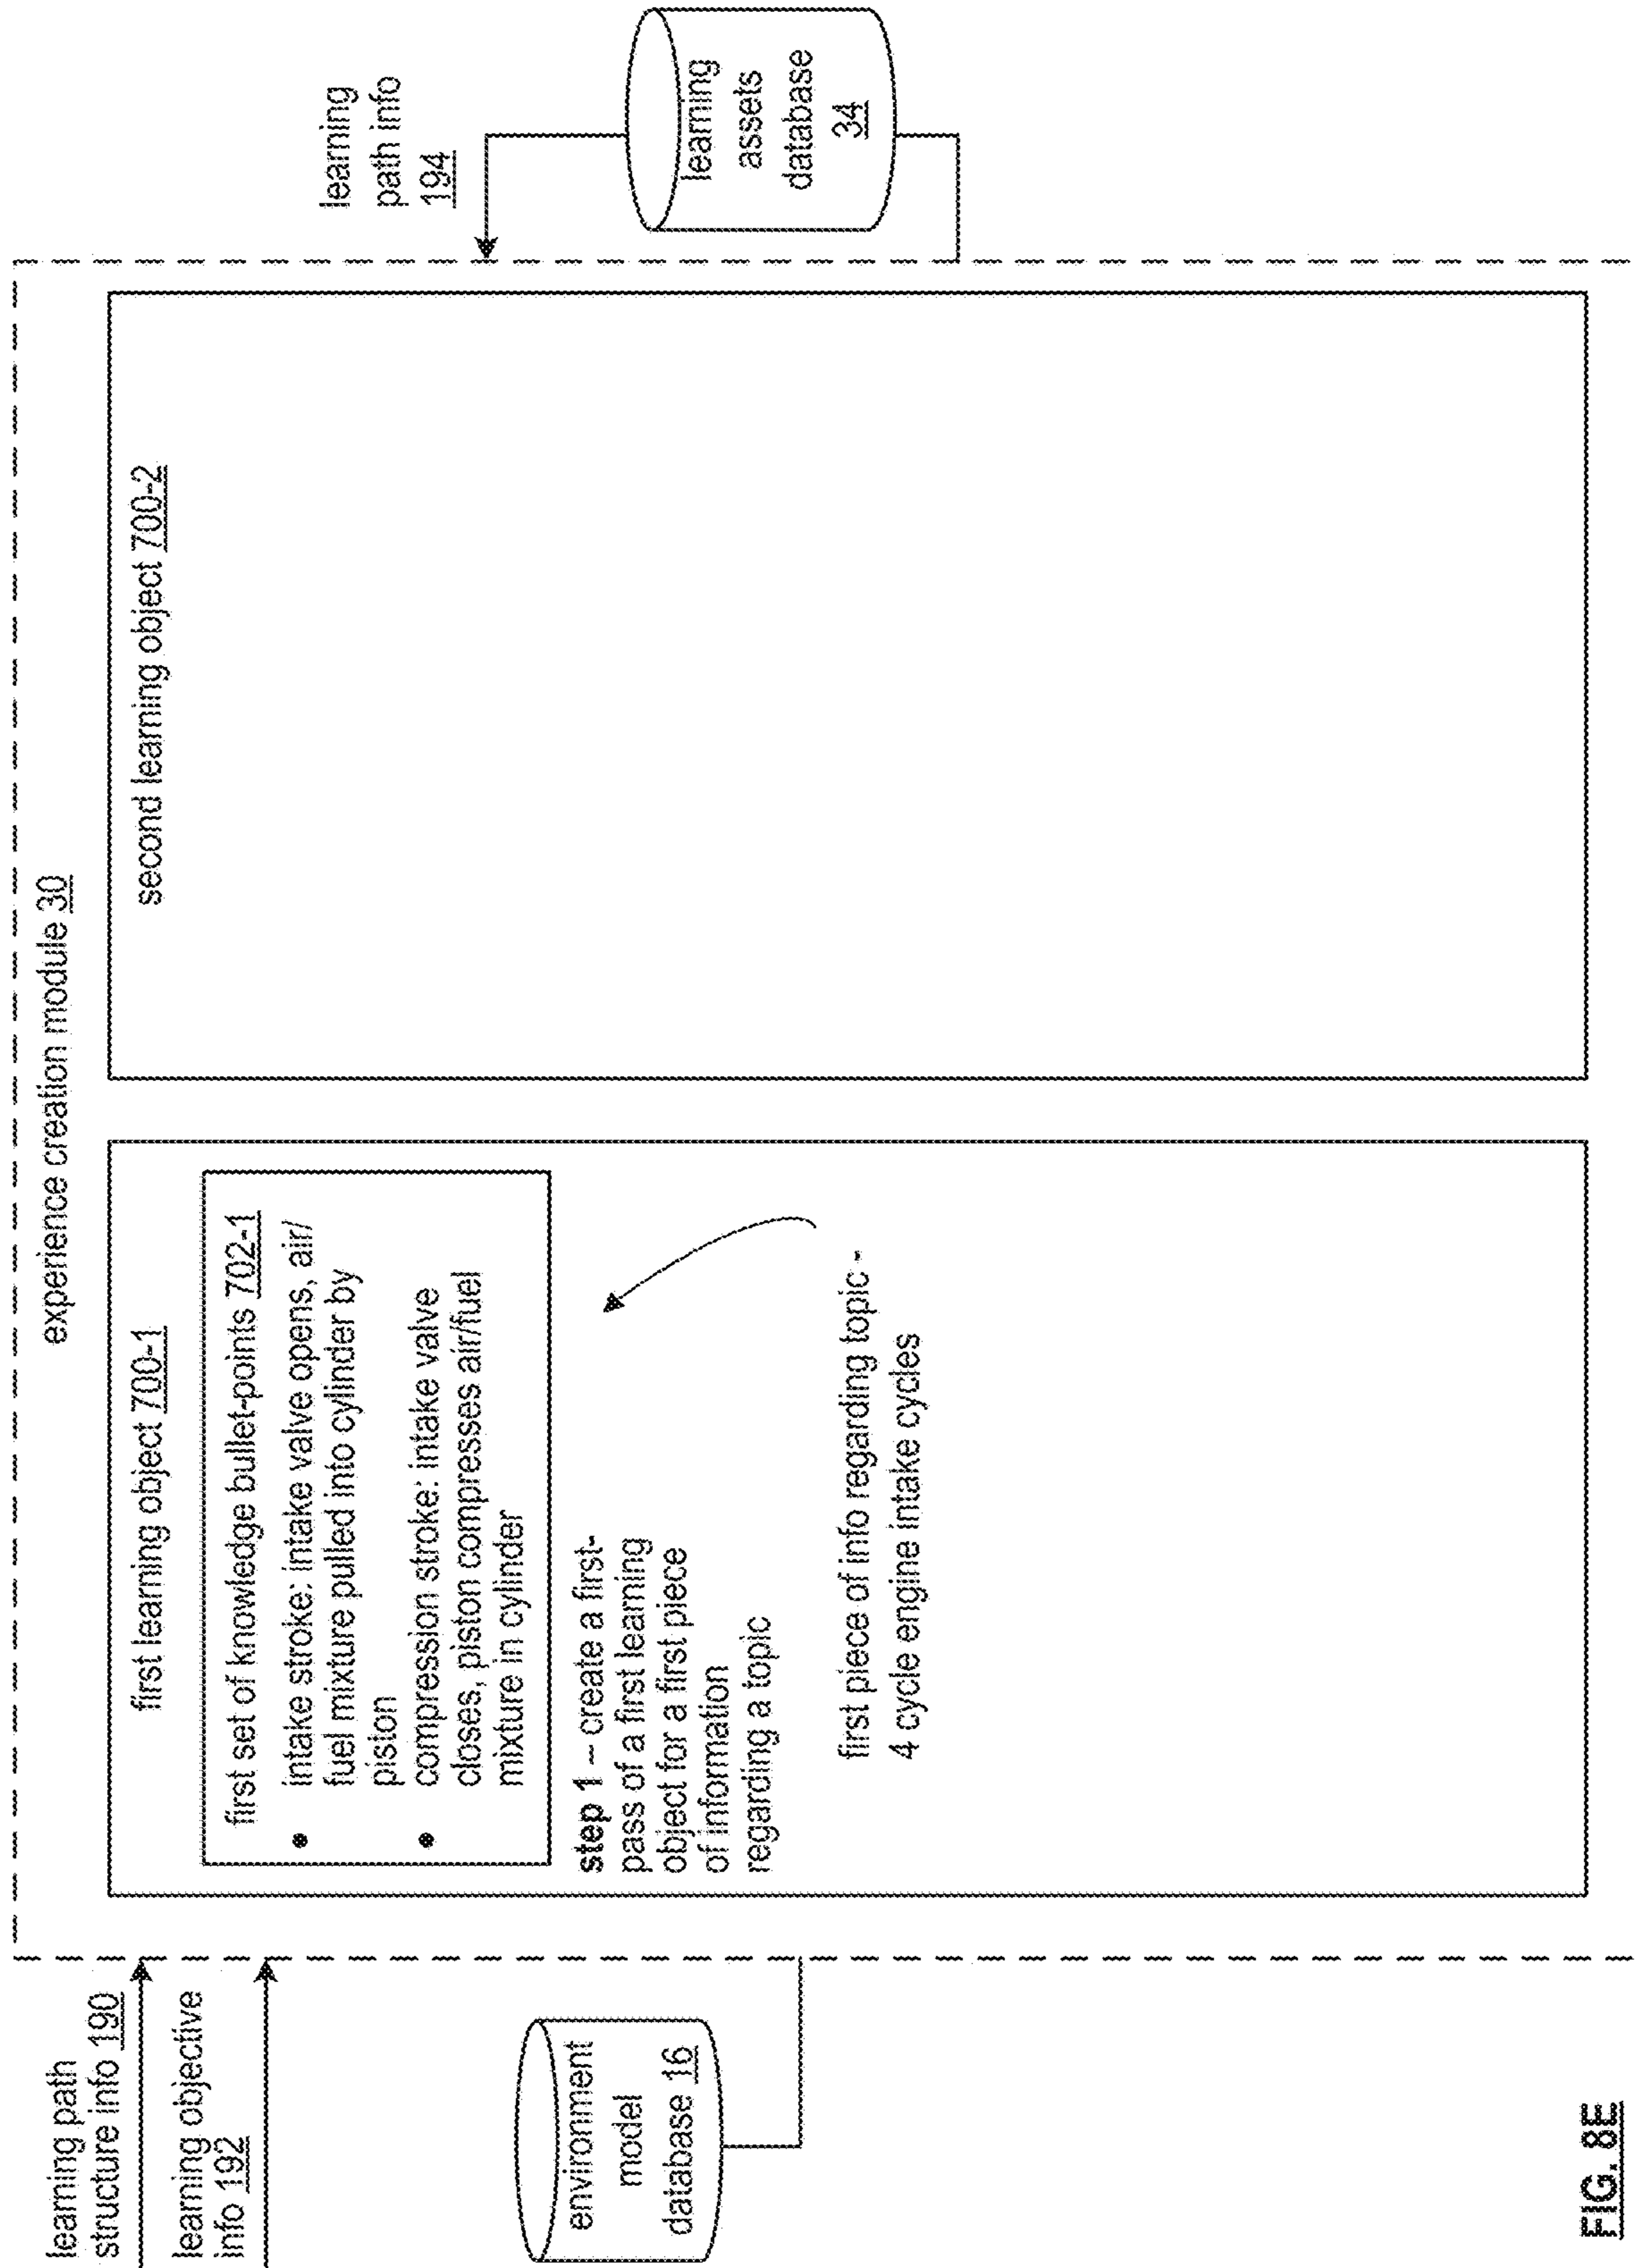 experience creation module 30
learning path
structure info 190
learning objective
info 192
environment
model
database 16
first learning object 700-1
first set of knowledge bullet-points 702-1
• intake stroke: intake valve opens, air/
fuel mixture pulled into cylinder by
piston
• compression stroke: intake valve
closes, piston compresses air/fuel
mixture in cylinder
step 1 – create a first-
pass of a first learning
object for a first piece
of information
regarding a topic
first piece of info regarding topic -
4 cycle engine intake cycles
second learning object 700-2
learning
path info
194
learning
assets
database
34
FIG. 8E